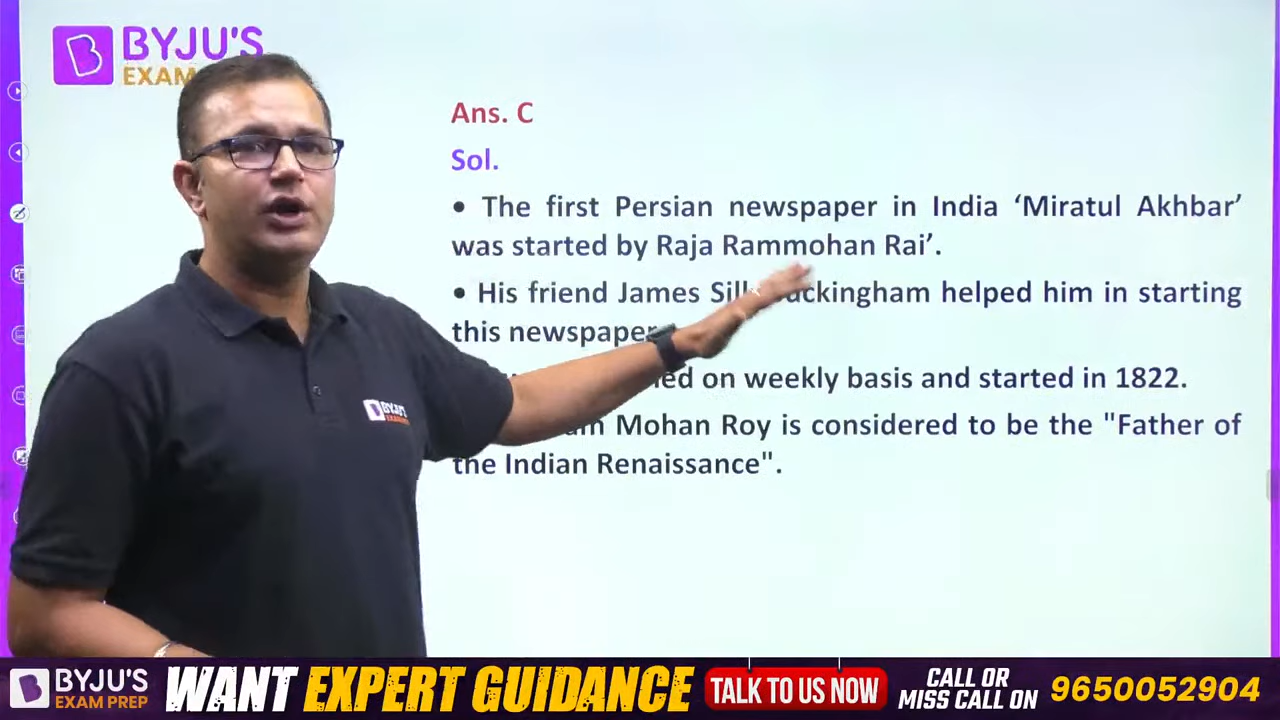 BYJU'S
EXAM
Ans. C
Sol.
• The first Persian newspaper in India ‘Miratul Akhbar’
was started by Raja Rammohan Rai’.
• His friend James Silk Buckingham helped him in starting
this newspaper
on weekly basis and started in 1822.
Mohan Roy is considered to be the "Father of
the Indian Renaissance".
BYJU'S
BYJU'S
EXAM PREP
WANT EXPERT GUIDANCE
TALK TO US NOW
CALL OR
MISS CALL ON
9650052904